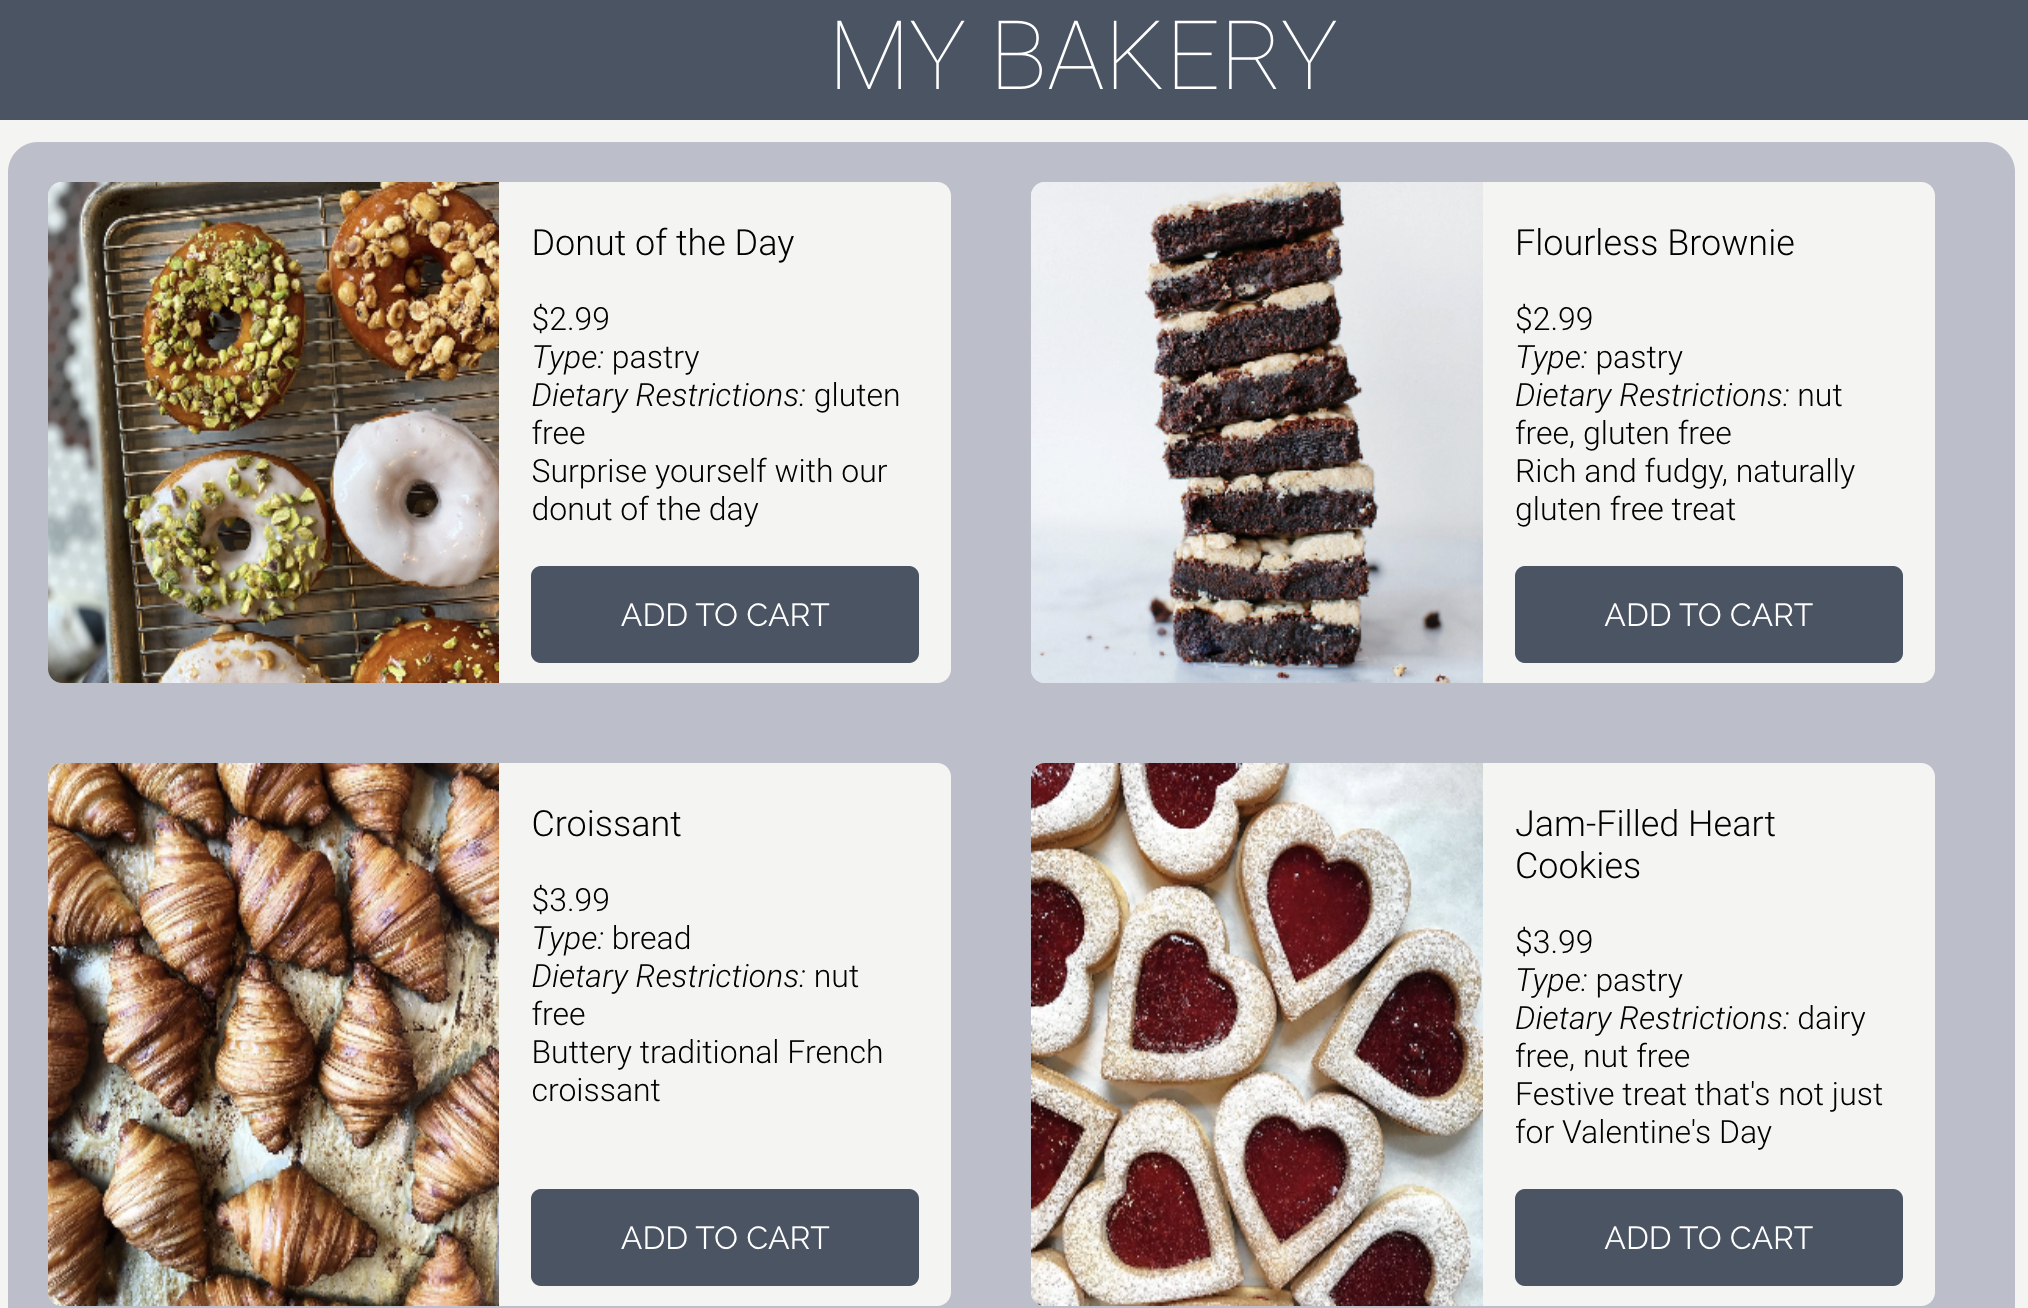 MY BAKERY
Donut of the Day
$2.99
Type: pastry
Dietary Restrictions: gluten
free
Surprise yourself with our
donut of the day
ADD TO CART
Flourless Brownie
$2.99
Type: pastry
Dietary Restrictions: nut
free, gluten free
Rich and fudgy, naturally
gluten free treat
ADD TO CART
Croissant
$3.99
Type: bread
Dietary Restrictions: nut
free
Buttery traditional French
croissant
ADD TO CART
Jam-Filled Heart
Cookies
$3.99
Type: pastry
Dietary Restrictions: dairy
free, nut free
Festive treat that's not just
for Valentine's Day
ADD TO CART